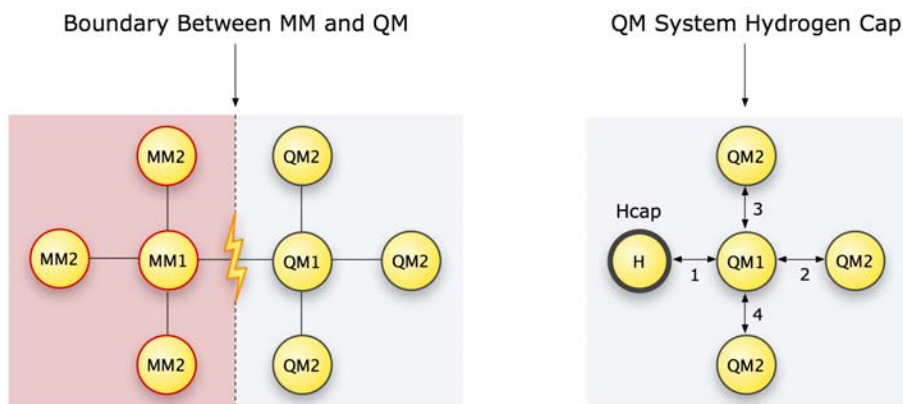 Boundary Between MM and QM
QM System Hydrogen Cap
MM2
QM2
QM2
3
Hcap
MM2
MM1
QM1
QM2
H
1
QM1
2
QM2
4
MM2
QM2
QM2